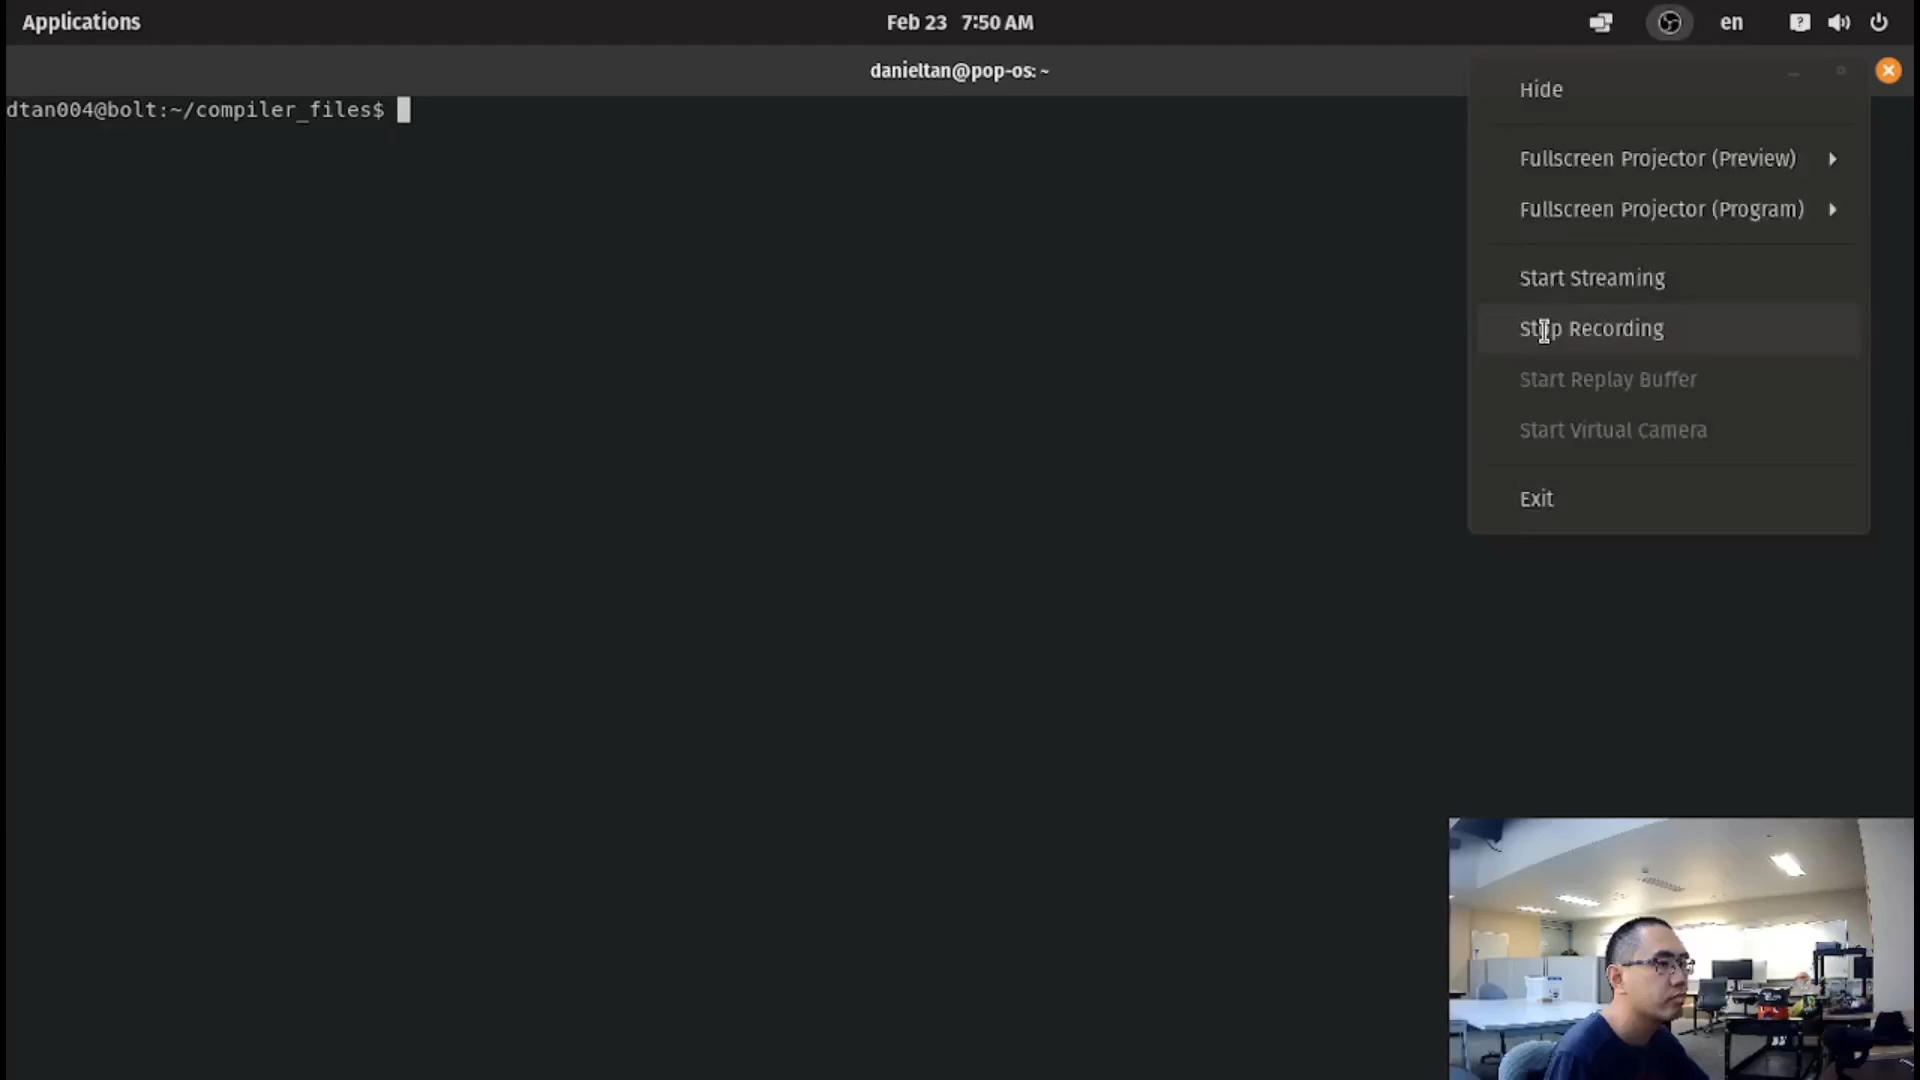 Applications
Feb 23 7:50 AM
en
danieltan@pop-os: ~
dtan004@bolt:~/compiler_files$
Hide
Fullscreen Projector (Preview)
Fullscreen Projector (Program)
Start Streaming
Stop Recording
Start Replay Buffer
Start Virtual Camera
Exit